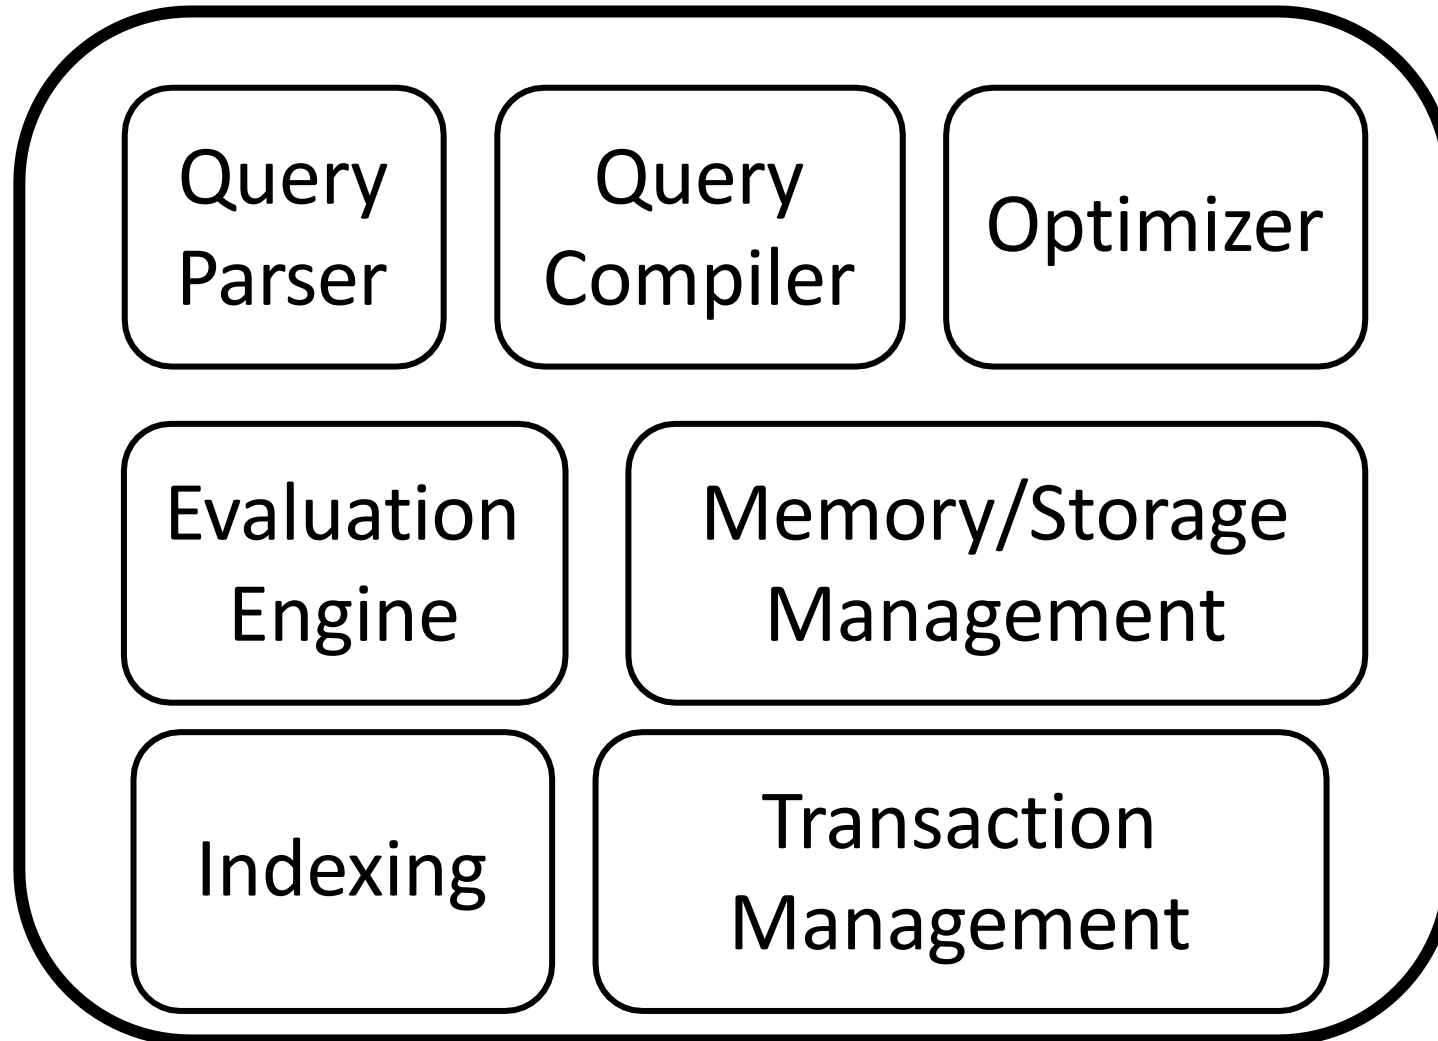 Query
Parser
Query
Compiler
Optimizer
Evaluation
Engine
Memory/Storage
Management
Indexing
Transaction
Management